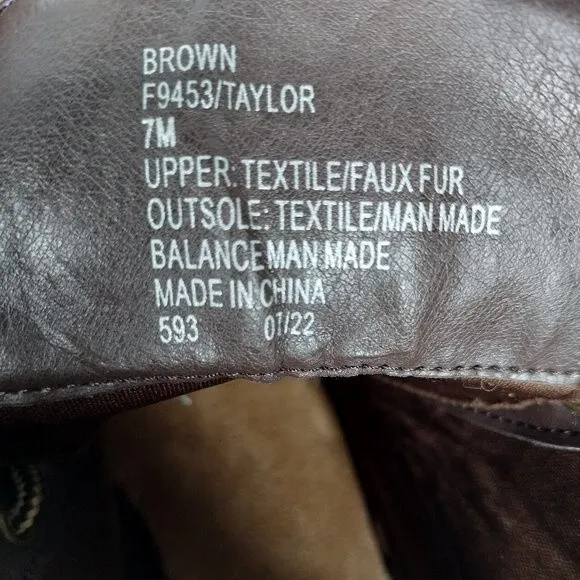 BROWN
F9453/TAYLOR
7M
UPPER: TEXTILE/FAUX FUR
OUTSOLE: TEXTILE/MAN MADE
BALANCE MAN MADE
MADE IN CHINA
593 07/22